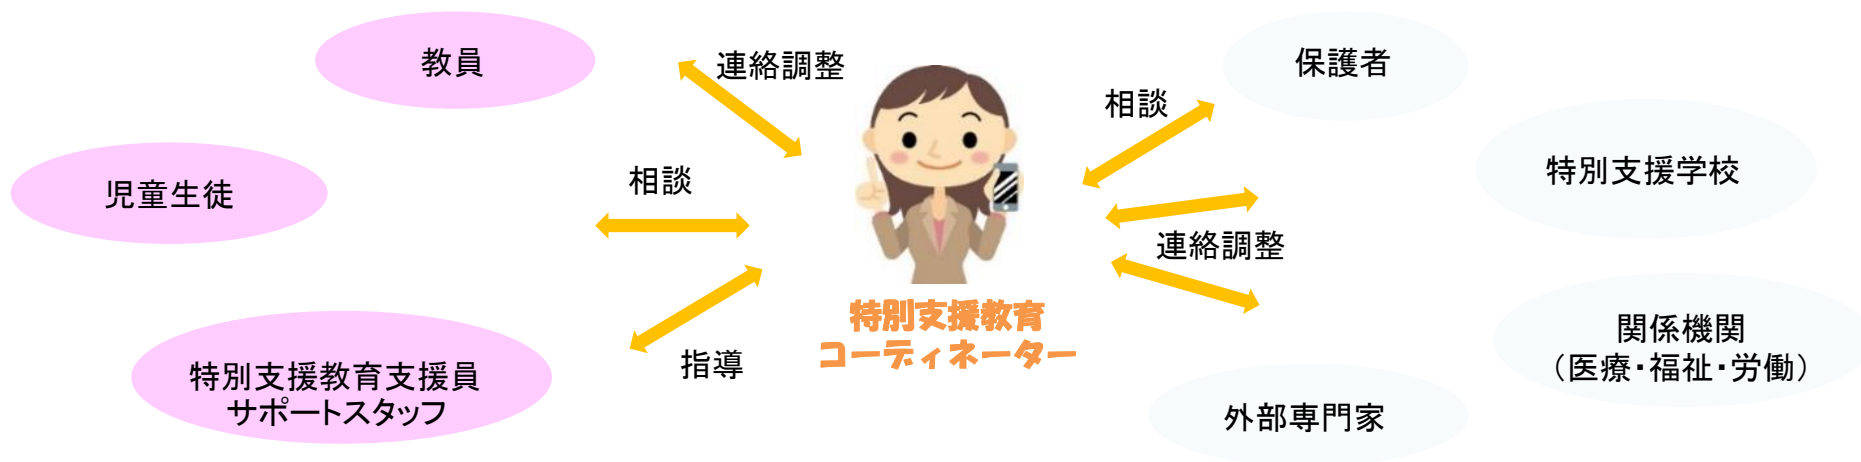 教員
連絡調整
保護者
相談
特別支援学校
児童生徒
相談
連絡調整
特別支援教育
コーディネーター
関係機関
（医療・福祉・労働）
指導
特別支援教育支援員
サポートスタッフ
外部専門家